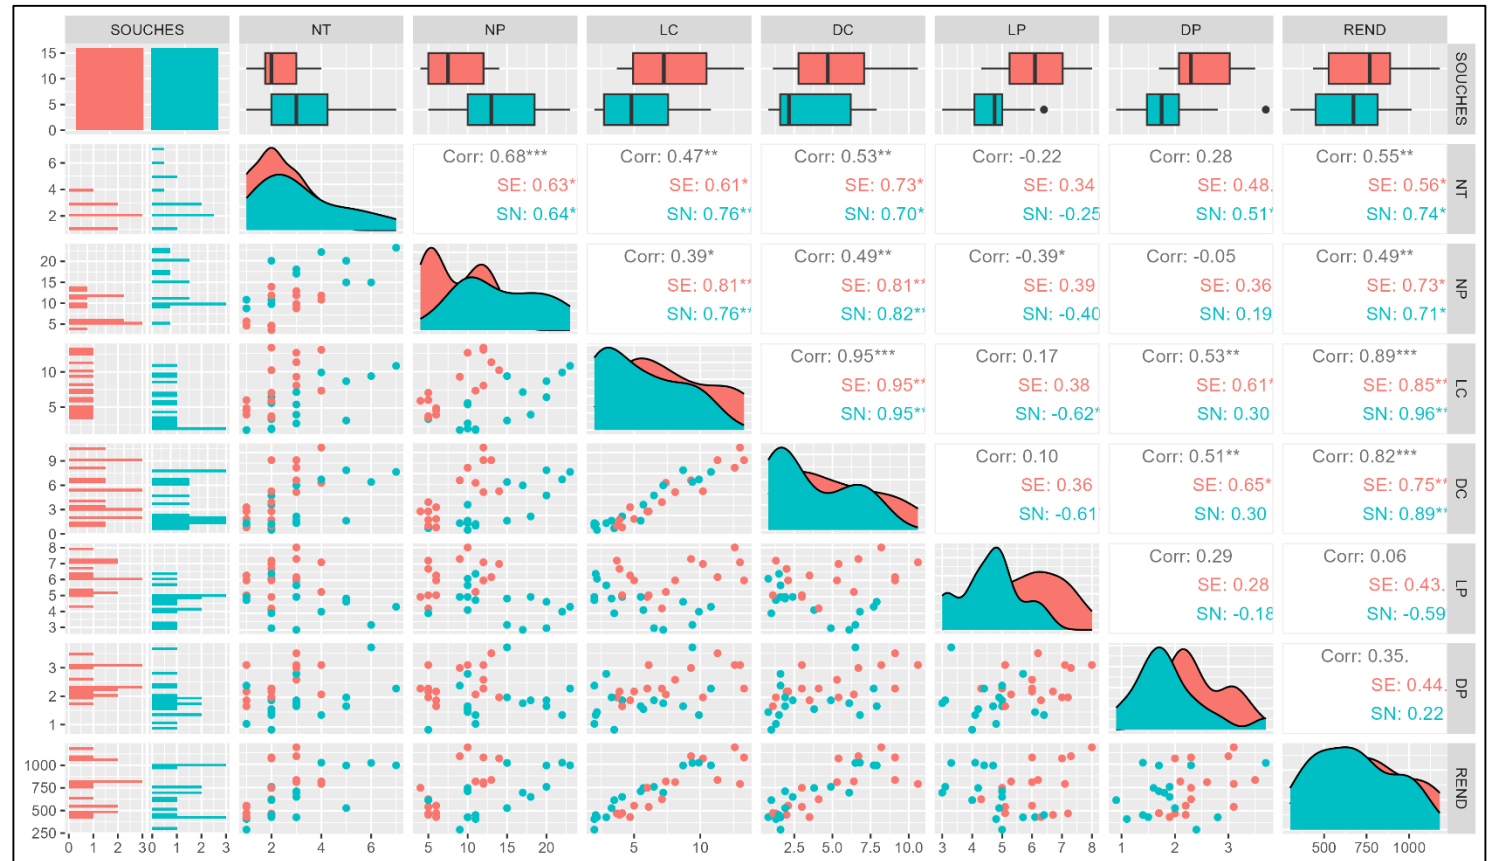 SOUCHES NT NP LC DC LP DP REND
15
10
5
0
SOUCHES
6
4
2
Corr: 0.68*** Corr: 0.47** Corr: 0.53** Corr: -0.22 Corr: 0.28 Corr: 0.55**
SE: 0.63* SE: 0.61* SE: 0.73* SE: 0.34 SE: 0.48. SE: 0.56*
SN: 0.64* SN: 0.76** SN: 0.70* SN: -0.25 SN: 0.51* SN: 0.74*
NT
20
15
10
5
Corr: 0.39* Corr: 0.49** Corr: -0.39* Corr: -0.05 Corr: 0.49**
SE: 0.81** SE: 0.81** SE: 0.39 SE: 0.36 SE: 0.73*
SN: 0.76** SN: 0.82** SN: -0.40 SN: 0.19 SN: 0.71*
NP
10
5
Corr: 0.95*** Corr: 0.17 Corr: 0.53** Corr: 0.89***
SE: 0.95** SE: 0.38 SE: 0.61* SE: 0.85**
SN: 0.95** SN: -0.62* SN: 0.30 SN: 0.96**
LC
9
6
3
0
Corr: 0.10 Corr: 0.51** Corr: 0.82***
SE: 0.36 SE: 0.65* SE: 0.75**
SN: -0.61 SN: 0.30 SN: 0.89**
DC
8
7
6
5
4
3
Corr: 0.29 Corr: 0.06
SE: 0.28 SE: 0.43.
SN: -0.18 SN: -0.59
LP
3
2
1
Corr: 0.35.
SE: 0.44.
SN: 0.22
DP
1000
750
500
250
REND
0 1 2 3 0 1 2 3 2 4 6 5 10 15 20 5 10 2.5 5.0 7.5 10.0 3 4 5 6 7 8 1 2 3 500 1000